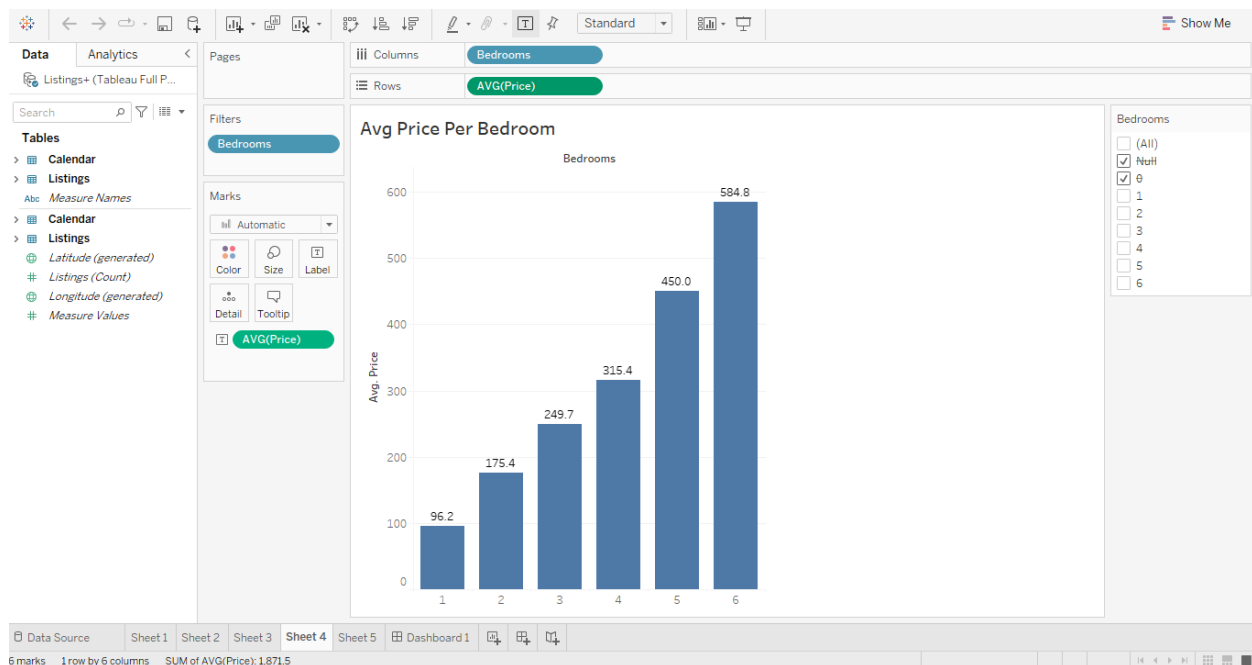 Standard
Show Me
Data
Analytics
Listings+ (Tableau Full P...
Search
Tables
Calendar
Listings
Abc Measure Names
Calendar
Listings
Latitude (generated)
# Listings (Count)
Longitude (generated)
# Measure Values
Pages
Filters
Bedrooms
Marks
Automatic
Color Size Label
Detail Tooltip
AVG(Price)
Columns Bedrooms
Rows AVG(Price)
Avg Price Per Bedroom
Bedrooms
600
500
400
300
200
100
0
Avg. Price
96.2
175.4
249.7
315.4
450.0
584.8
1 2 3 4 5 6
Bedrooms
(All)
Null
0
1
2
3
4
5
6
Data Source Sheet 1 Sheet 2 Sheet 3 Sheet 4 Sheet 5 Dashboard 1
6 marks 1 row by 6 columns SUM of AVG(Price): 1,871.5